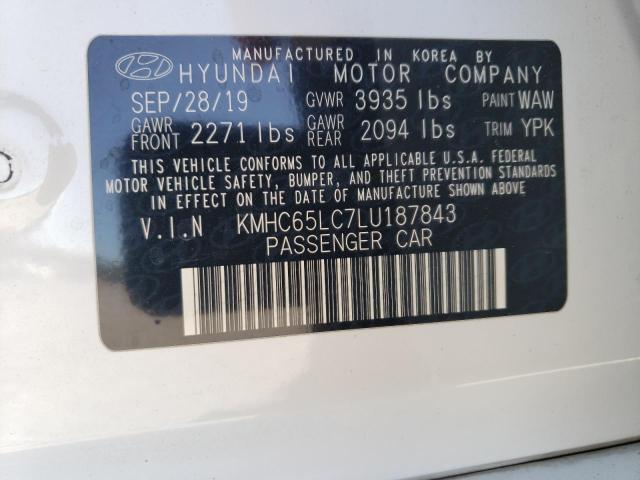 MANUFACTURED IN KOREA BY
HYUNDAI MOTOR COMPANY
SEP/28/19 GVWR 3935 lbs PAINT WAW
GAWR FRONT 2271 lbs GAWR REAR 2094 lbs TRIM YPK
THIS VEHICLE CONFORMS TO ALL APPLICABLE U.S.A. FEDERAL
MOTOR VEHICLE SAFETY, BUMPER, AND THEFT PREVENTION STANDARDS
IN EFFECT ON THE DATE OF MANUFACTURE SHOWN ABOVE
V.I.N KMHC65LC7LU187843
PASSENGER CAR